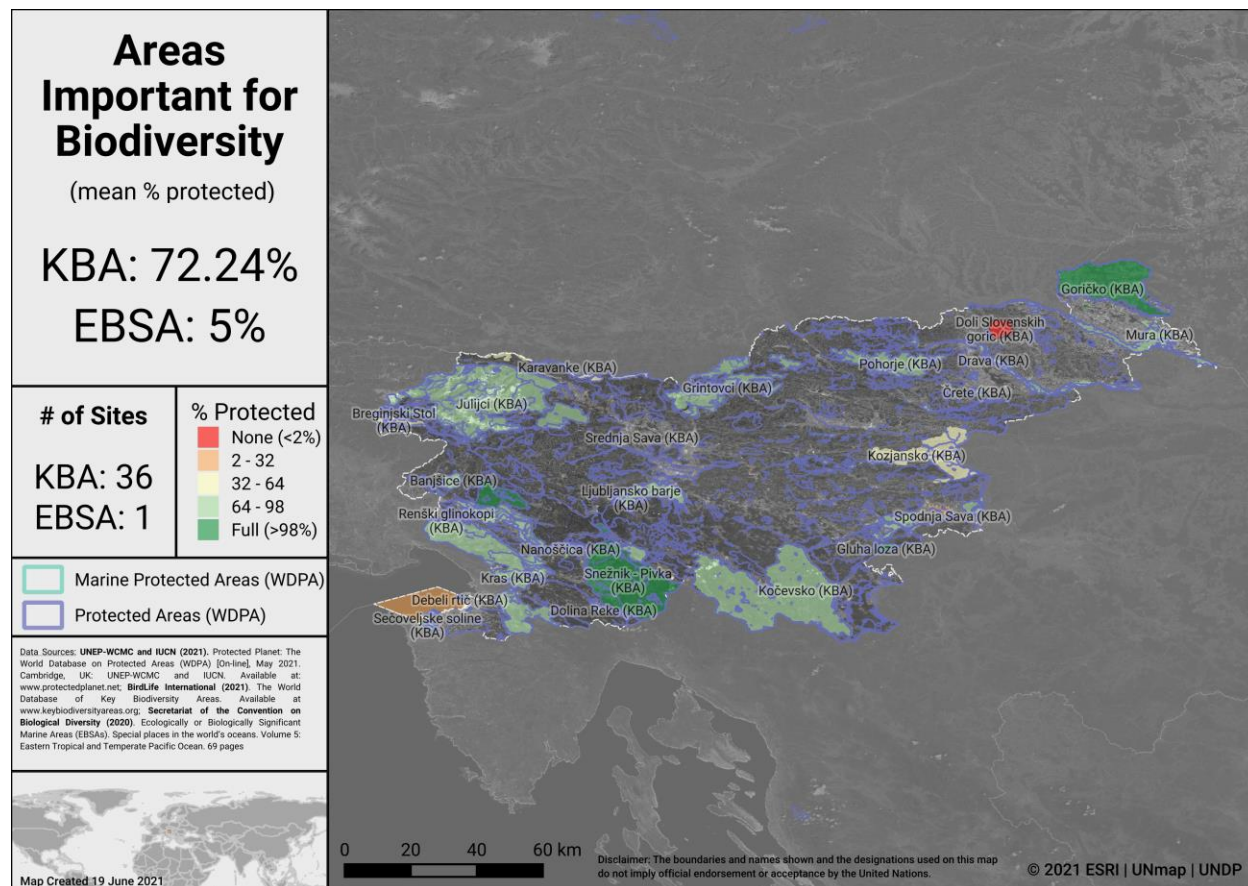 Areas
Important for
Biodiversity
(mean % protected)
KBA: 72.24%
EBSA: 5%
# of Sites
KBA: 36
EBSA: 1
% Protected
None (<2%)
2 - 32
32 - 64
64 - 98
Full (>98%)
Marine Protected Areas (WDPA)
Protected Areas (WDPA)
Data Sources: UNEP-WCMC and IUCN (2021). Protected Planet: The
World Database on Protected Areas (WDPA) [On-line], May 2021.
Cambridge, UK: UNEP-WCMC and IUCN. Available at:
www.protectedplanet.net; BirdLife International (2021). The World
Database of Key Biodiversity Areas. Available at
www.keybiodiversityareas.org; Secretariat of the Convention on
Biological Diversity (2020). Ecologically or Biologically Significant
Marine Areas (EBSAs). Special places in the world's oceans. Volume 5:
Eastern Tropical and Temperate Pacific Ocean. 69 pages
Map Created 19 June 2021
Goričko (KBA)
Doli Slovenskih
goric (KBA)
Mura (KBA)
Drava (KBA)
Pohorje (KBA)
Karavanke (KBA)
Grintovci (KBA)
Črete (KBA)
Julijci (KBA)
Breginjski Stol
(KBA)
Srednja Sava (KBA)
Kozjansko (KBA)
Banjšice (KBA)
Ljubljansko barje
(KBA)
Renški glinokopi
(KBA)
Spodnja Sava (KBA)
Nanoščica (KBA)
Gluha loza (KBA)
Kras (KBA)
Snežnik - Pivka
(KBA)
Kočevsko (KBA)
Debeli rtič (KBA)
Dolina Reke (KBA)
Sečoveljske soline
(KBA)
0 20 40 60 km
Disclaimer: The boundaries and names shown and the designations used on this map
do not imply official endorsement or acceptance by the United Nations.
© 2021 ESRI | UNmap | UNDP